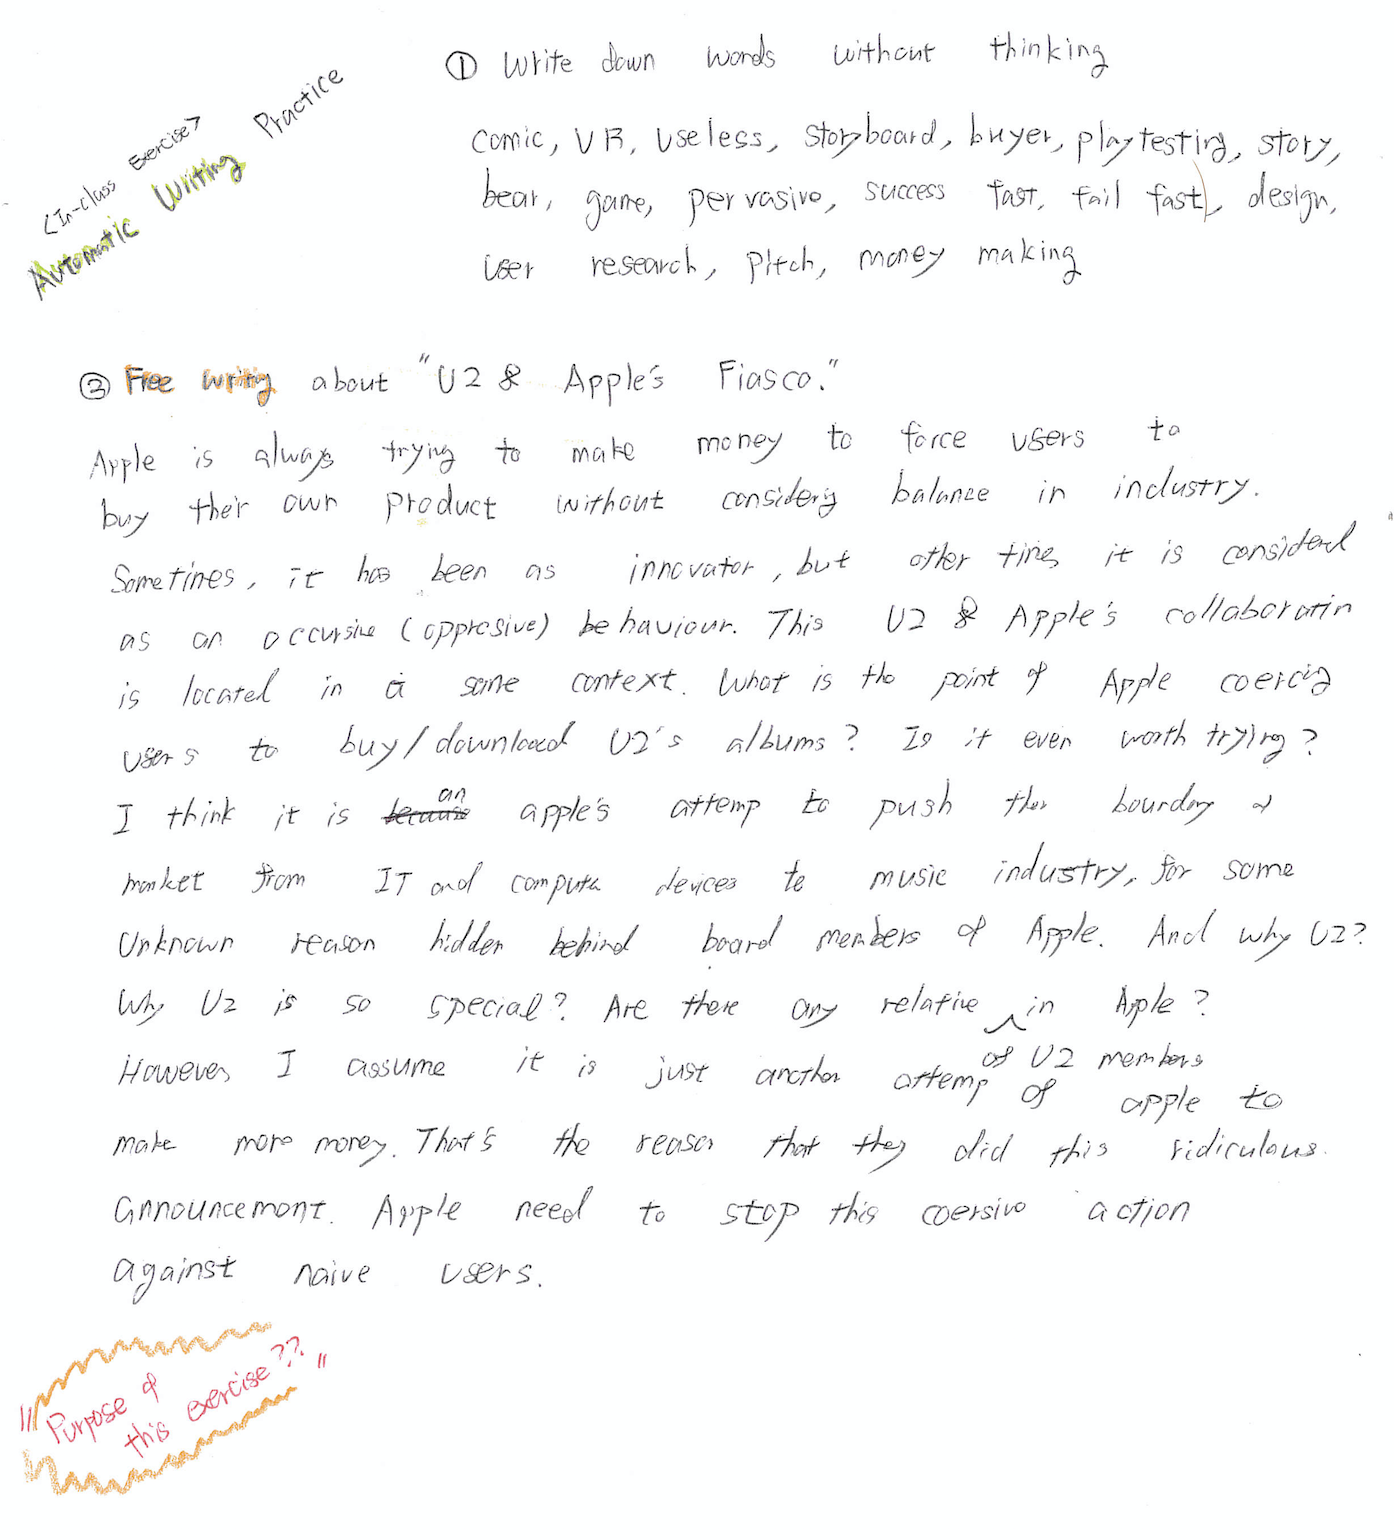 <In-class Exercise>
Automatic Writing Practice
① Write down words without thinking
comic, VR, useless, storyboard, buyer, playtesting, story,
bear, game, pervasive, success fast, fail fast, design,
user research, pitch, money making
② Free writing about "U2 & Apple's Fiasco."
Apple is always trying to make money to force users to
buy their own product without considering balance in industry.
Sometimes, it has been as innovator, but other times it is considered
as an occursive (oppresive) behaviour. This U2 & Apple's collaboratin
is located in a same context. What is the point of Apple coercing
users to buy/download U2's albums? Is it even worth trying?
I think it is because an apple's attemp to push the boundary of
market from IT and computer devices to music industry, for some
unknown reason hidden behind board members of Apple. And why U2?
Why U2 is so special? Are there any relative of U2 members in Apple?
However, I assume it is just another attemp of apple to
make more money. That's the reason that they did this ridiculous.
announcement. Apple need to stop this coersive action
against naive users.
"Purpose of
this exercise??"